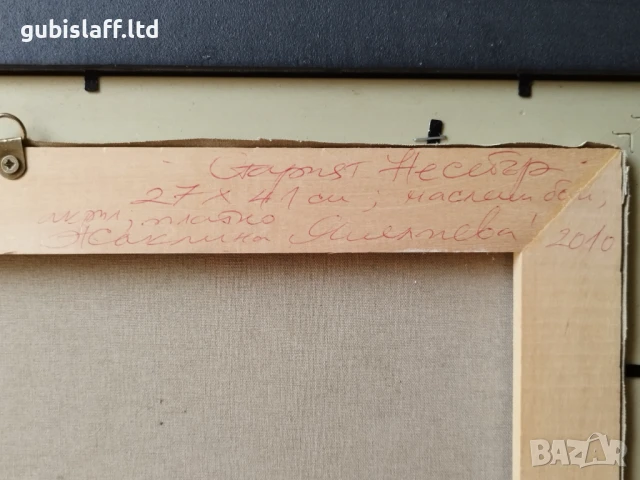 gubislaff.ltd
Старият Несебър.
27 х 41 см, маслени бои,
платно
Жаклина 2010
BAZAR